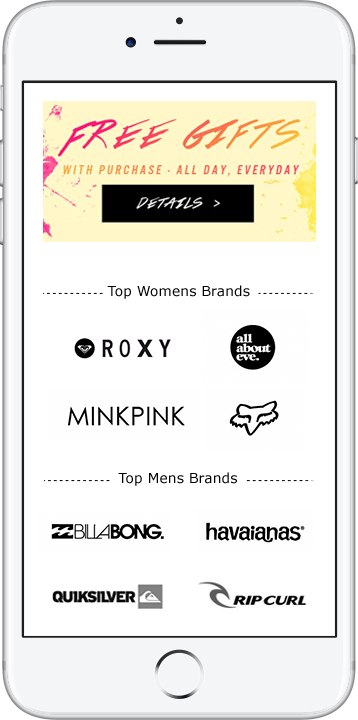 FREE GIFTS
WITH PURCHASE - ALL DAY, EVERYDAY
DETAILS >
Top Womens Brands
ROXY
all
about
eve.
MINKPINK
Top Mens Brands
BILLABONG.
havaianas
QUIKSILVER
RIP CURL